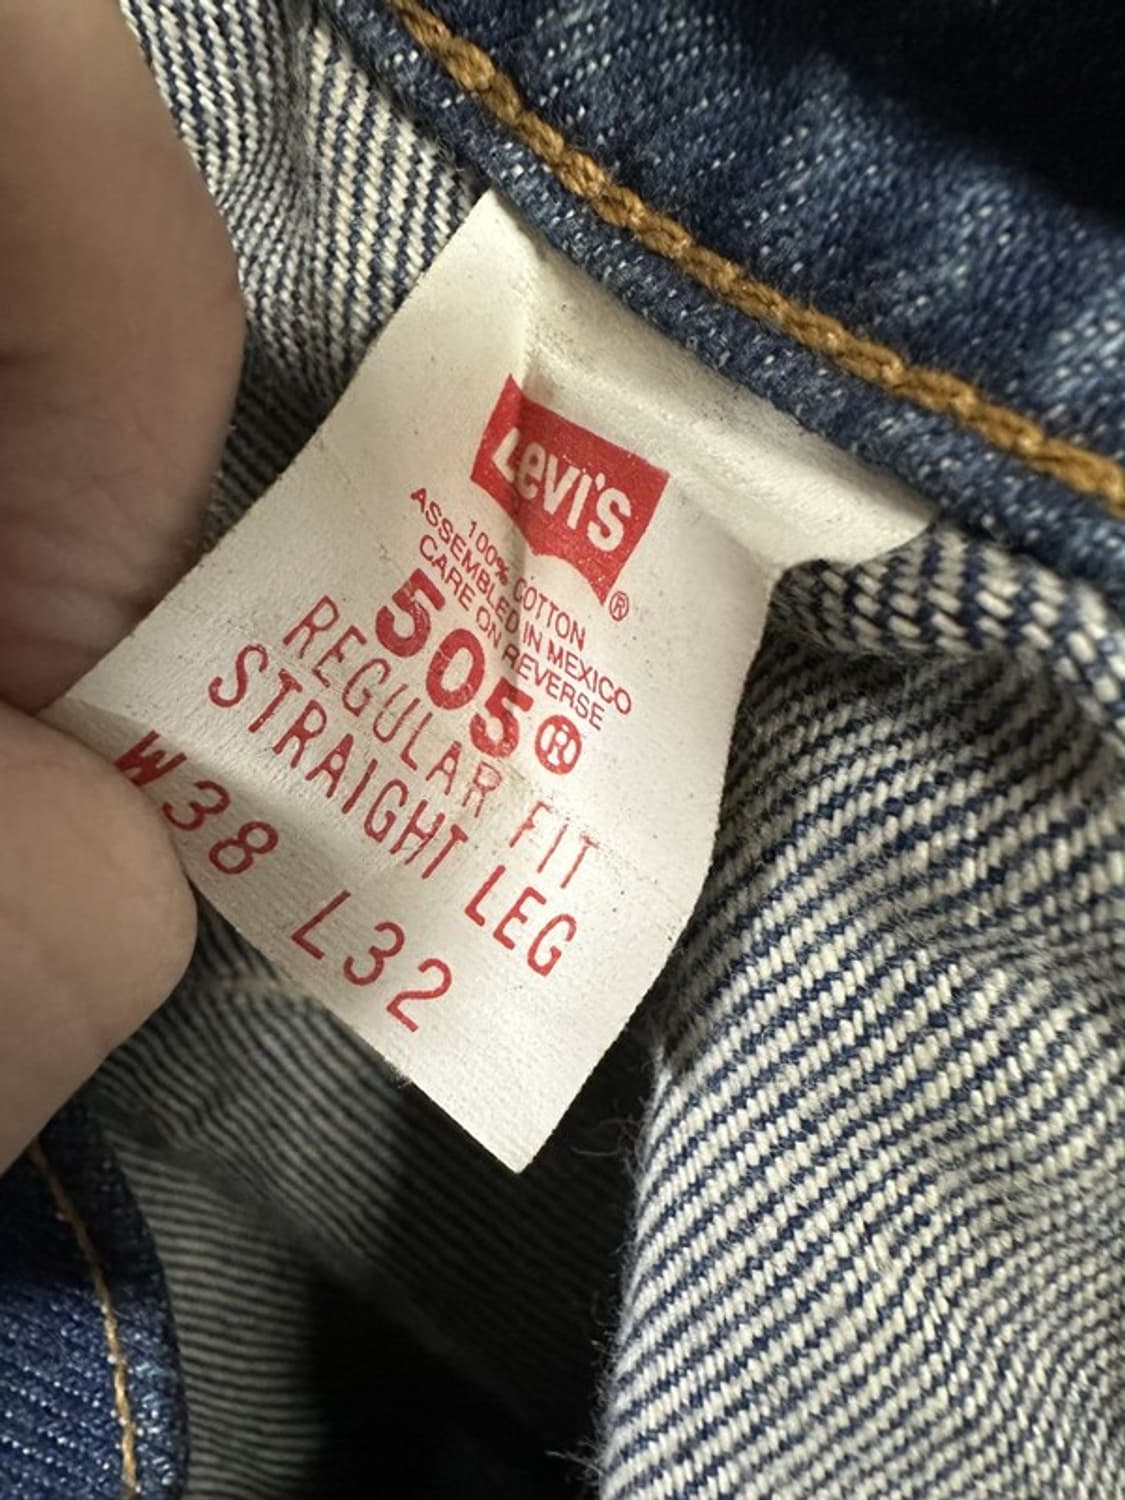 Levi's®
100% COTTON
ASSEMBLED IN MEXICO
CARE ON REVERSE
505®
REGULAR FIT
STRAIGHT LEG
W38 L32